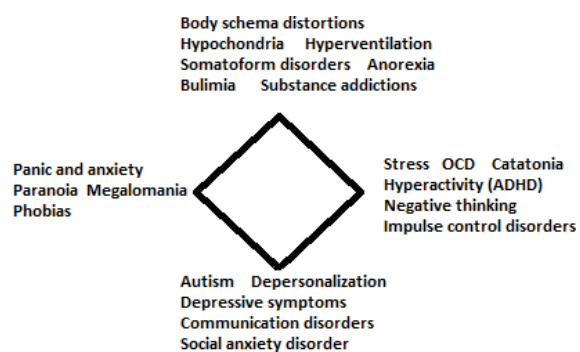 Body schema distortions
Hypochondria Hyperventilation
Somatoform disorders Anorexia
Bulimia Substance addictions
Panic and anxiety
Paranoia Megalomania
Phobias
Stress OCD Catatonia
Hyperactivity (ADHD)
Negative thinking
Impulse control disorders
Autism Depersonalization
Depressive symptoms
Communication disorders
Social anxiety disorder